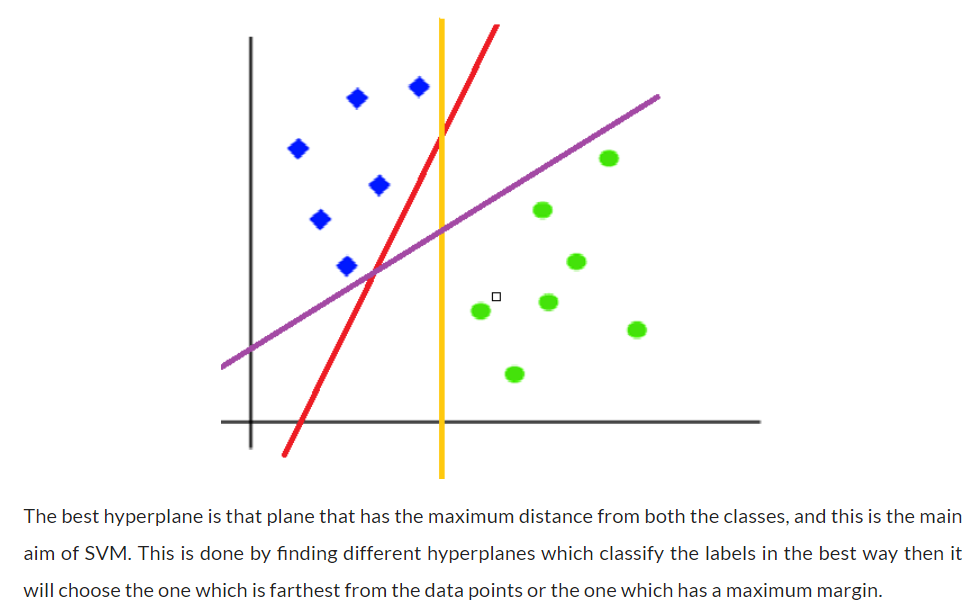 The best hyperplane is that plane that has the maximum distance from both the classes, and this is the main
aim of SVM. This is done by finding different hyperplanes which classify the labels in the best way then it
will choose the one which is farthest from the data points or the one which has a maximum margin.